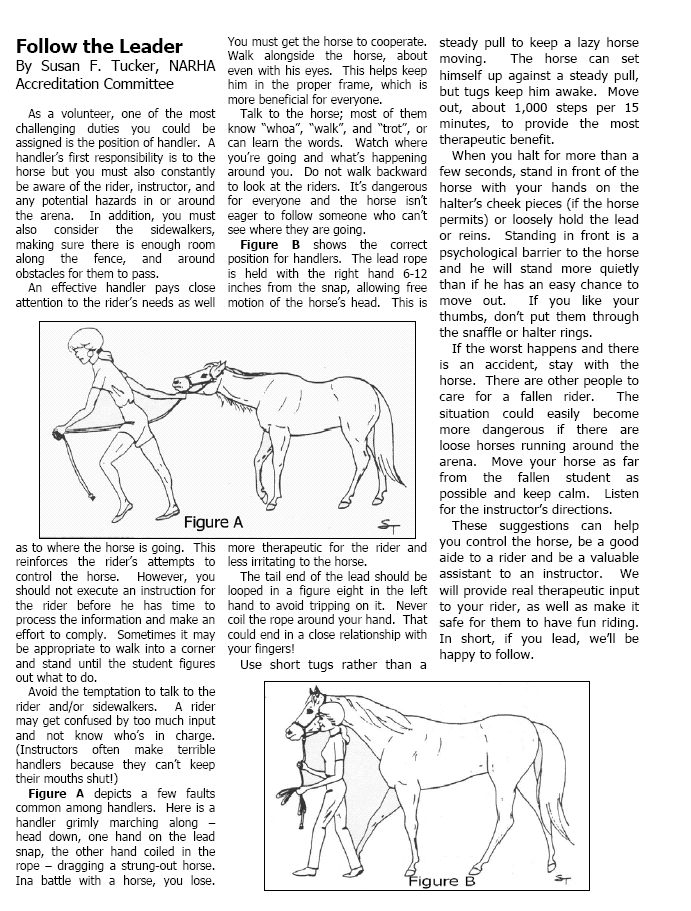 Follow the Leader
By Susan F. Tucker, NARHA
Accreditation Committee
As a volunteer, one of the most
challenging duties you could be
assigned is the position of handler. A
handler's first responsibility is to the
horse but you must also constantly
be aware of the rider, instructor, and
any potential hazards in or around
the arena. In addition, you must
also consider the sidewalkers,
making sure there is enough room
along the fence, and around
obstacles for them to pass.
An effective handler pays close
attention to the rider's needs as well
Figure A
ST
as to where the horse is going. This
reinforces the rider's attempts to
control the horse. However, you
should not execute an instruction for
the rider before he has time to
process the information and make an
effort to comply. Sometimes it may
be appropriate to walk into a corner
and stand until the student figures
out what to do.
Avoid the temptation to talk to the
rider and/or sidewalkers. A rider
may get confused by too much input
and not know who's in charge.
(Instructors often make terrible
handlers because they can't keep
their mouths shut!)
Figure A depicts a few faults
common among handlers. Here is a
handler grimly marching along –
head down, one hand on the lead
snap, the other hand coiled in the
rope – dragging a strung-out horse.
Ina battle with a horse, you lose.
You must get the horse to cooperate.
Walk alongside the horse, about
even with his eyes. This helps keep
him in the proper frame, which is
more beneficial for everyone.
Talk to the horse; most of them
know "whoa", "walk", and "trot", or
can learn the words. Watch where
you're going and what's happening
around you. Do not walk backward
to look at the riders. It's dangerous
for everyone and the horse isn't
eager to follow someone who can't
see where they are going.
Figure B shows the correct
position for handlers. The lead rope
is held with the right hand 6-12
inches from the snap, allowing free
motion of the horse's head. This is
more therapeutic for the rider and
less irritating to the horse.
The tail end of the lead should be
looped in a figure eight in the left
hand to avoid tripping on it. Never
coil the rope around your hand. That
could end in a close relationship with
your fingers!
Use short tugs rather than a
steady pull to keep a lazy horse
moving. The horse can set
himself up against a steady pull,
but tugs keep him awake. Move
out, about 1,000 steps per 15
minutes, to provide the most
therapeutic benefit.
When you halt for more than a
few seconds, stand in front of the
horse with your hands on the
halter's cheek pieces (if the horse
permits) or loosely hold the lead
or reins. Standing in front is a
psychological barrier to the horse
and he will stand more quietly
than if he has an easy chance to
move out. If you like your
thumbs, don't put them through
the snaffle or halter rings.
If the worst happens and there
is an accident, stay with the
horse. There are other people to
care for a fallen rider. The
situation could easily become
more dangerous if there are
loose horses running around the
arena. Move your horse as far
from the fallen student as
possible and keep calm. Listen
for the instructor's directions.
These suggestions can help
you control the horse, be a good
aide to a rider and be a valuable
assistant to an instructor. We
will provide real therapeutic input
to your rider, as well as make it
safe for them to have fun riding.
In short, if you lead, we'll be
happy to follow.
Figure B
ST